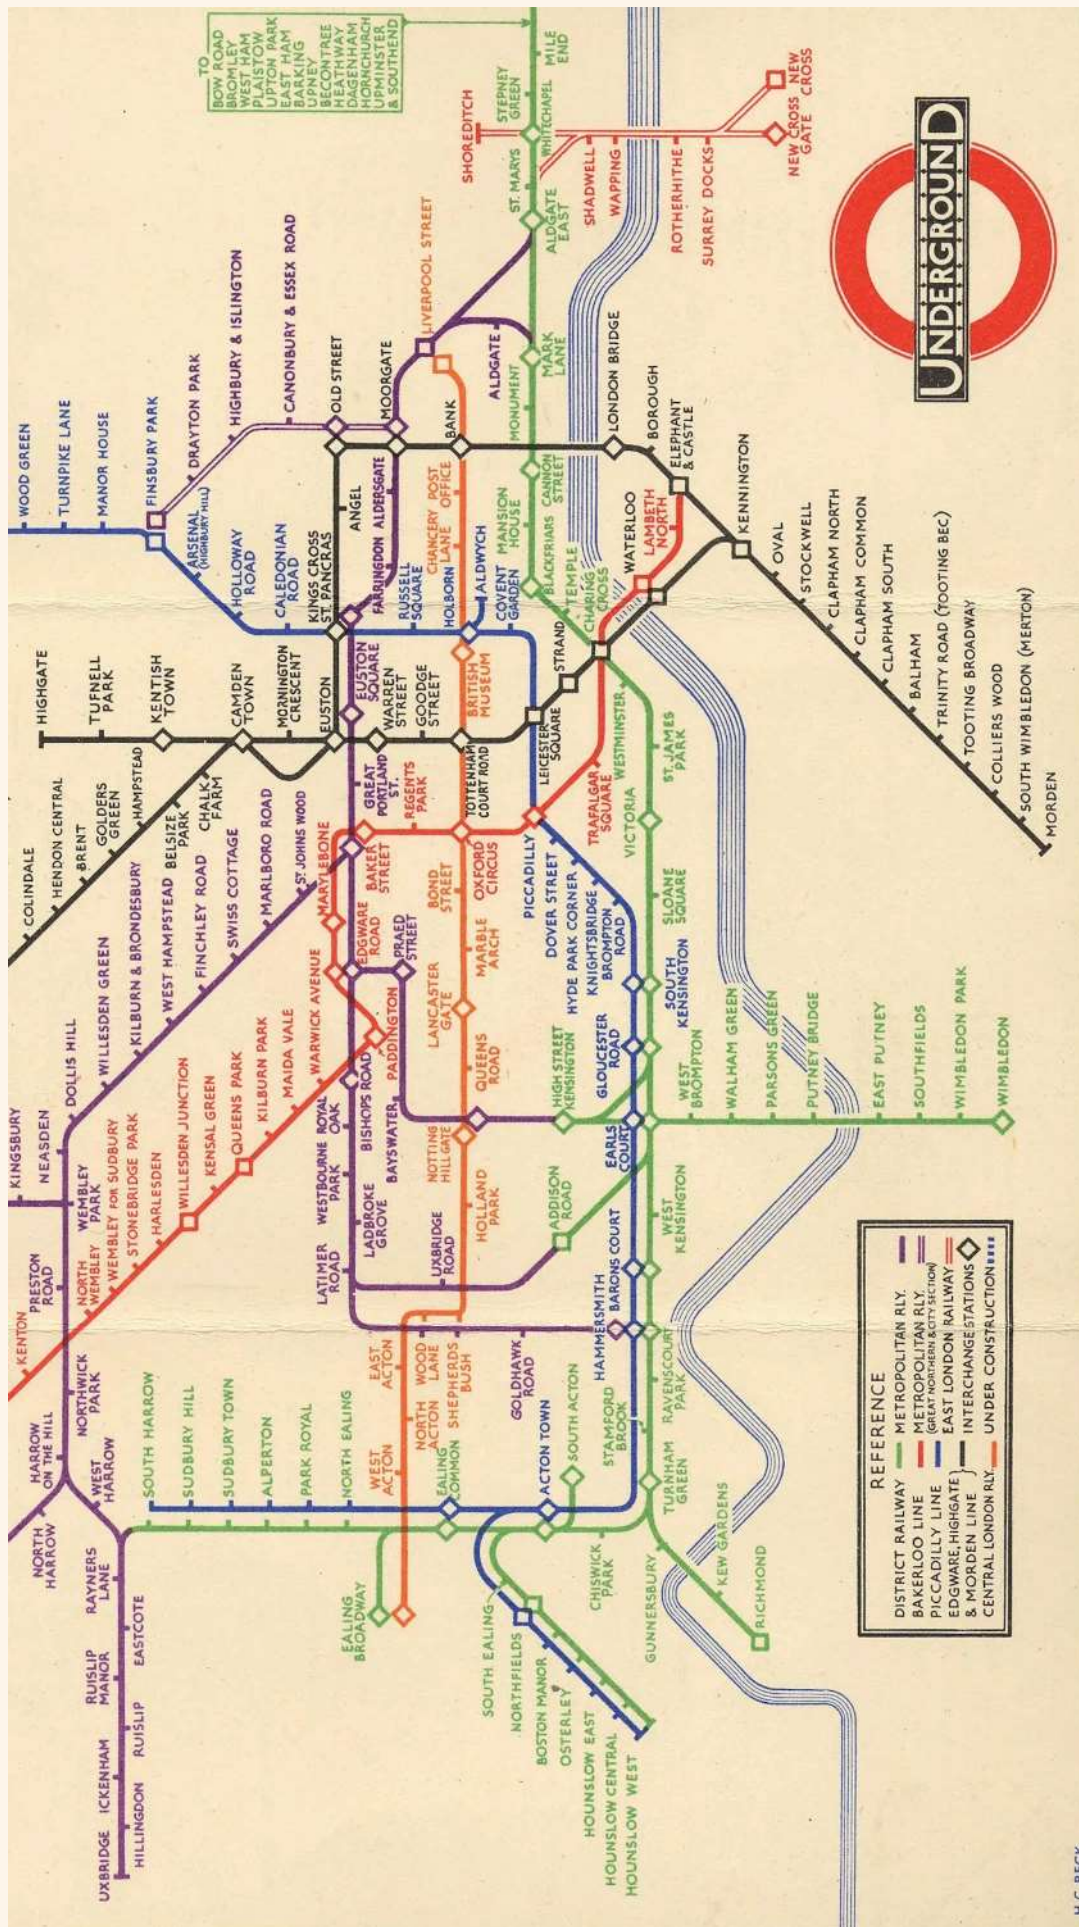 TO
BOW ROAD
BROMLEY
WEST HAM
PLAISTOW
UPTON PARK
EAST HAM
BARKING
UPNEY
BECONTREE
HEATHWAY
DAGENHAM
HORNCHURCH
UPMINSTER
& SOUTHEND
MILE
END
STEPNEY
GREEN
WHITECHAPEL
ST. MARYS
ALDGATE
EAST
SHOREDITCH
SHADWELL
WAPPING
ROTHERHITHE
SURREY DOCKS
NEW
CROSS
NEW CROSS
GATE
UNDERGROUND
WOOD GREEN
TURNPIKE LANE
MANOR HOUSE
FINSBURY PARK
ARSENAL
(HIGHBURY HILL)
HOLLOWAY
ROAD
CALEDONIAN
ROAD
KINGS CROSS
ST. PANCRAS
DRAYTON PARK
HIGHBURY & ISLINGTON
CANONBURY & ESSEX ROAD
OLD STREET
MOORGATE
LIVERPOOL STREET
ALDGATE
MARK
LANE
MONUMENT
CANNON
STREET
MANSION
HOUSE
BLACKFRIARS
TEMPLE
CHARING
CROSS
BANK
POST
OFFICE
CHANCERY
LANE
HOLBORN
ALDWYCH
COVENT
GARDEN
RUSSELL
SQUARE
FARRINGDON
ALDERSGATE
ANGEL
LONDON BRIDGE
BOROUGH
ELEPHANT
& CASTLE
LAMBETH
NORTH
WATERLOO
KENNINGTON
OVAL
STOCKWELL
CLAPHAM NORTH
CLAPHAM COMMON
CLAPHAM SOUTH
BALHAM
TRINITY ROAD (TOOTING BEC)
TOOTING BROADWAY
COLLIERS WOOD
SOUTH WIMBLEDON (MERTON)
MORDEN
HIGHGATE
TUFNELL
PARK
KENTISH
TOWN
CAMDEN
TOWN
MORNINGTON
CRESCENT
EUSTON
EUSTON
SQUARE
WARREN
STREET
GOODGE
STREET
TOTTENHAM
COURT ROAD
BRITISH
MUSEUM
LEICESTER
SQUARE
STRAND
COLINDALE
HENDON CENTRAL
BRENT
GOLDERS
GREEN
HAMPSTEAD
BELSIZE
PARK
CHALK
FARM
GREAT
PORTLAND
ST.
REGENTS
PARK
BAKER
STREET
MARYLEBONE
EDGWARE
ROAD
PRAED
STREET
PADDINGTON
OXFORD
CIRCUS
BOND
STREET
MARBLE
ARCH
LANCASTER
GATE
QUEENS
ROAD
NOTTING
HILL GATE
HOLLAND
PARK
SHEPHERDS
BUSH
WOOD
LANE
EAST
ACTON
NORTH
ACTON
WEST
ACTON
EALING
BROADWAY
PICCADILLY
TRAFALGAR
SQUARE
DOVER STREET
HYDE PARK CORNER
KNIGHTSBRIDGE
BROMPTON
ROAD
SOUTH
KENSINGTON
GLOUCESTER
ROAD
EARLS
COURT
BARONS COURT
HAMMERSMITH
HIGH STREET
KENSINGTON
ADDISON
ROAD
WESTMINSTER
ST. JAMES
PARK
VICTORIA
SLOANE
SQUARE
WEST
BROMPTON
WALHAM GREEN
PARSONS GREEN
PUTNEY BRIDGE
EAST PUTNEY
SOUTHFIELDS
WIMBLEDON PARK
WIMBLEDON
WEST
KENSINGTON
RAVENSCOURT
PARK
STAMFORD
BROOK
TURNHAM
GREEN
KEW GARDENS
GUNNERSBURY
RICHMOND
CHISWICK
PARK
SOUTH ACTON
ACTON TOWN
EALING
COMMON
SOUTH EALING
NORTHFIELDS
BOSTON MANOR
OSTERLEY
HOUNSLOW EAST
HOUNSLOW CENTRAL
HOUNSLOW WEST
ST JOHNS WOOD
MARLBORO ROAD
SWISS COTTAGE
FINCHLEY ROAD
WEST HAMPSTEAD
KILBURN & BRONDESBURY
WILLESDEN GREEN
DOLLIS HILL
NEASDEN
KINGSBURY
WEMBLEY
PARK
PRESTON
ROAD
NORTHWICK
PARK
HARROW
ON THE HILL
NORTH
HARROW
WEST
HARROW
RAYNERS
LANE
EASTCOTE
RUISLIP
MANOR
RUISLIP
ICKENHAM
HILLINGDON
UXBRIDGE
WARWICK AVENUE
MAIDA VALE
KILBURN PARK
QUEENS PARK
KENSAL GREEN
WILLESDEN JUNCTION
HARLESDEN
STONEBRIDGE PARK
WEMBLEY FOR SUDBURY
NORTH
WEMBLEY
KENTON
BISHOPS ROAD
ROYAL
OAK
WESTBOURNE
PARK
LADBROKE
GROVE
LATIMER
ROAD
BAYSWATER
UXBRIDGE
ROAD
GOLDHAWK
ROAD
SOUTH HARROW
SUDBURY HILL
SUDBURY TOWN
ALPERTON
PARK ROYAL
NORTH EALING
REFERENCE
DISTRICT RAILWAY
BAKERLOO LINE
PICCADILLY LINE
EDGWARE, HIGHGATE
& MORDEN LINE
CENTRAL LONDON RLY.
METROPOLITAN RLY.
METROPOLITAN RLY.
(GREAT NORTHERN & CITY SECTION)
EAST LONDON RAILWAY
INTERCHANGE STATIONS
UNDER CONSTRUCTION
H.C. BECK